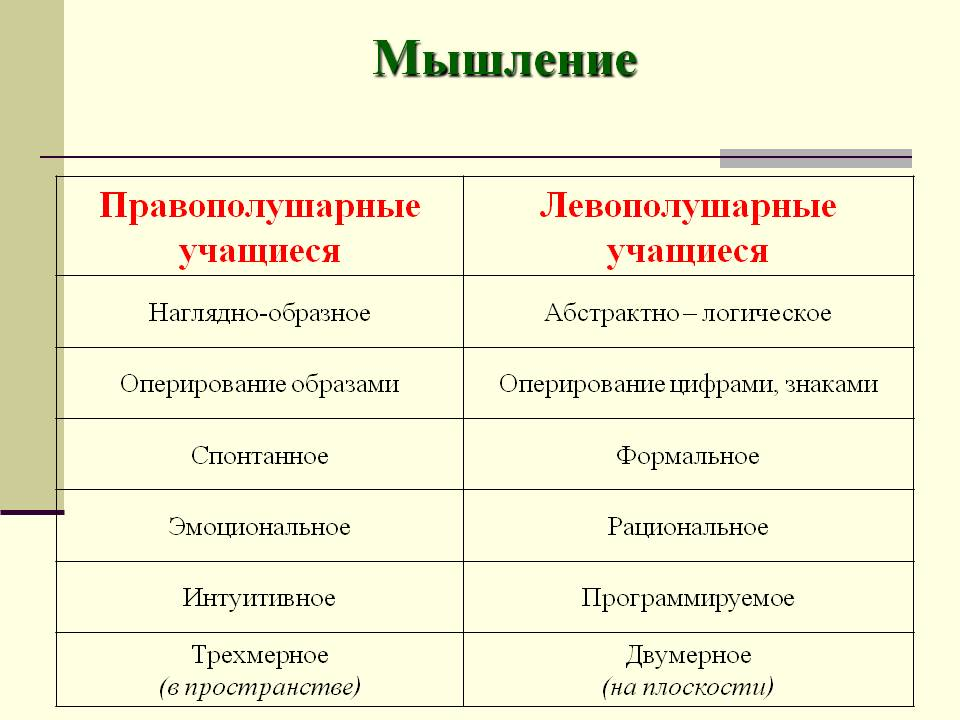 Мышление
Правополушарные
учащиеся
Левополушарные
учащиеся
Наглядно-образное
Абстрактно – логическое
Оперирование образами
Оперирование цифрами, знаками
Спонтанное
Формальное
Эмоциональное
Рациональное
Интуитивное
Программируемое
Трехмерное
(в пространстве)
Двумерное
(на плоскости)